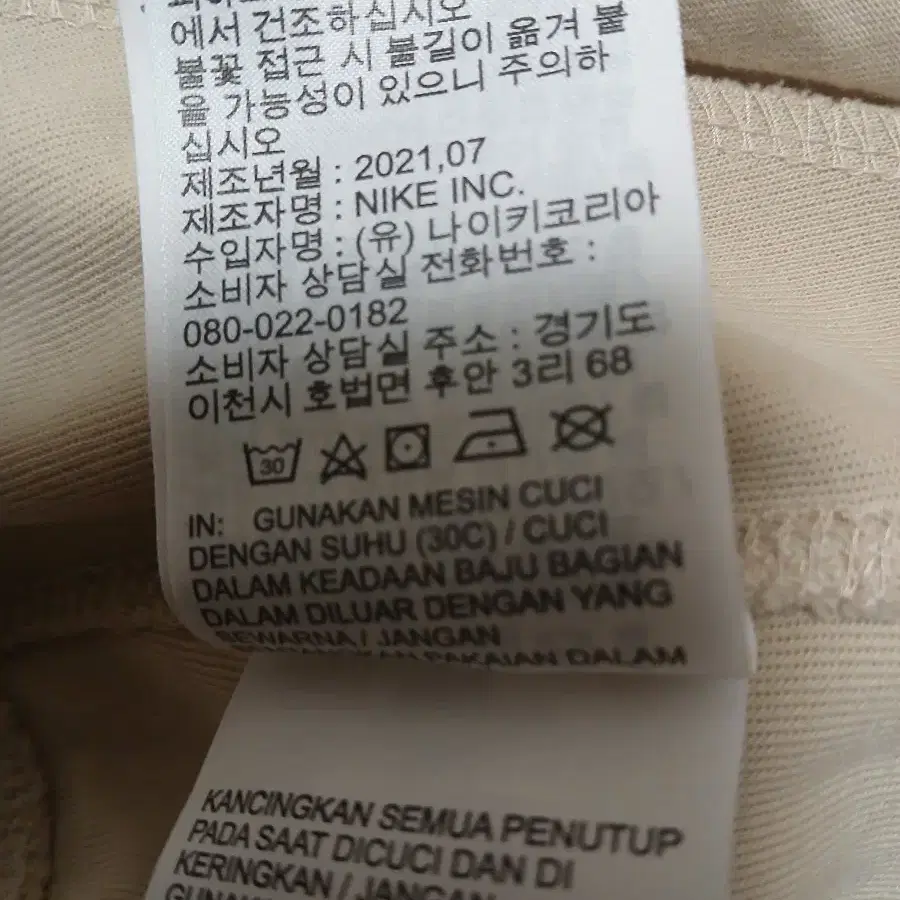 에서 건조하십시오
불꽃 접근 시 불길이 옮겨 붙
을 가능성이 있으니 주의하
십시오
제조년월 : 2021,07
제조자명 : NIKE INC.
수입자명 : (유) 나이키코리아
소비자 상담실 전화번호 :
080-022-0182
소비자 상담실 주소 : 경기도
이천시 호법면 후안 3리 68
30
IN: GUNAKAN MESIN CUCI
DENGAN SUHU (30C) / CUCI
DALAM KEADAAN BAJU BAGIAN
DALAM DILUAR DENGAN YANG
SEWARNA / JANGAN
PAKAIAN DALAM
KANCINGKAN SEMUA PENUTUP
PADA SAAT DICUCI DAN DI
KERINGKAN / JANGAN